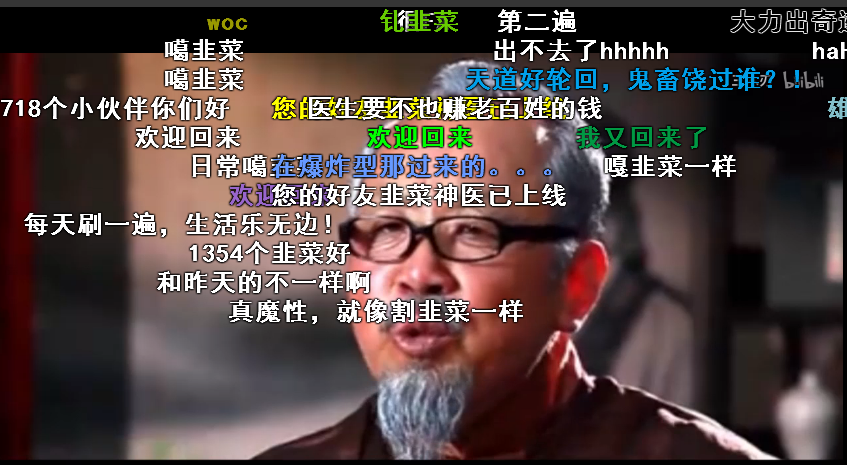 woc
韭菜
第二遍
大力出奇
噶韭菜
出不去了hhhhh
haH
噶韭菜
天道好轮回，鬼畜饶过谁？！
bilibili
718个小伙伴你们好
医生要不也赚老百姓的钱
雄
欢迎回来
欢迎回来
我又回来了
日常噶
在爆炸型那过来的。。。
嘎韭菜一样
欢迎
您的好友韭菜神医已上线
每天刷一遍，生活乐无边！
1354个韭菜好
和昨天的不一样啊
真魔性，就像割韭菜一样